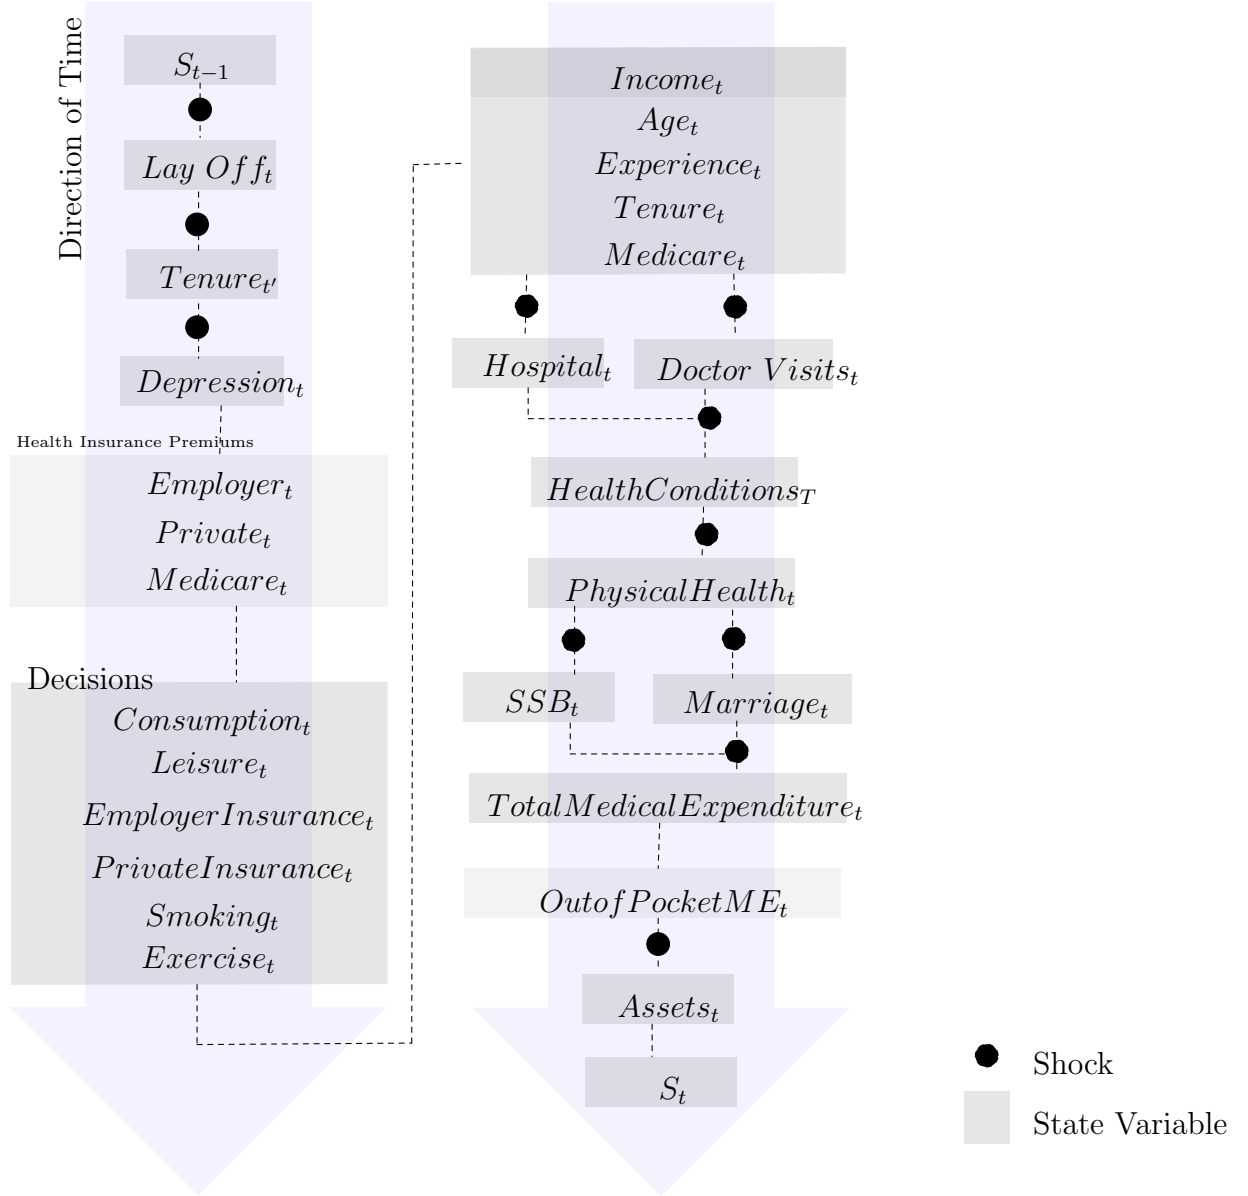 Direction of Time
S_{t−1}
Lay Off_t
Tenure_{t′}
Depression_t
Health Insurance Premiums
Employer_t
Private_t
Medicare_t
Decisions
Consumption_t
Leisure_t
EmployerInsurance_t
PrivateInsurance_t
Smoking_t
Exercise_t
Income_t
Age_t
Experience_t
Tenure_t
Medicare_t
Hospital_t
Doctor Visits_t
HealthConditions_T
PhysicalHealth_t
SSB_t
Marriage_t
TotalMedicalExpenditure_t
OutofPocketME_t
Assets_t
S_t
Shock
State Variable